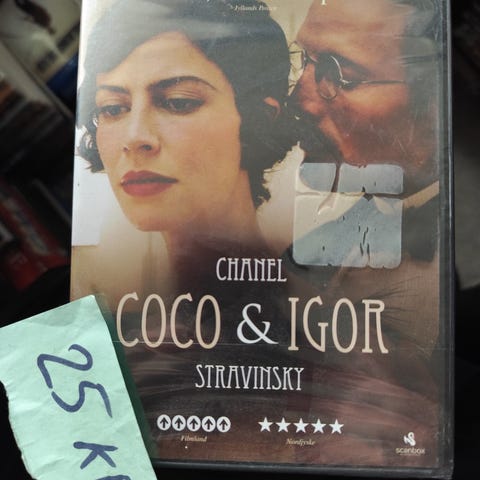 Jyllands Posten
CHANEL
COCO & IGOR
STRAVINSKY
Filmland
Nordjyske
scanbox
25 K